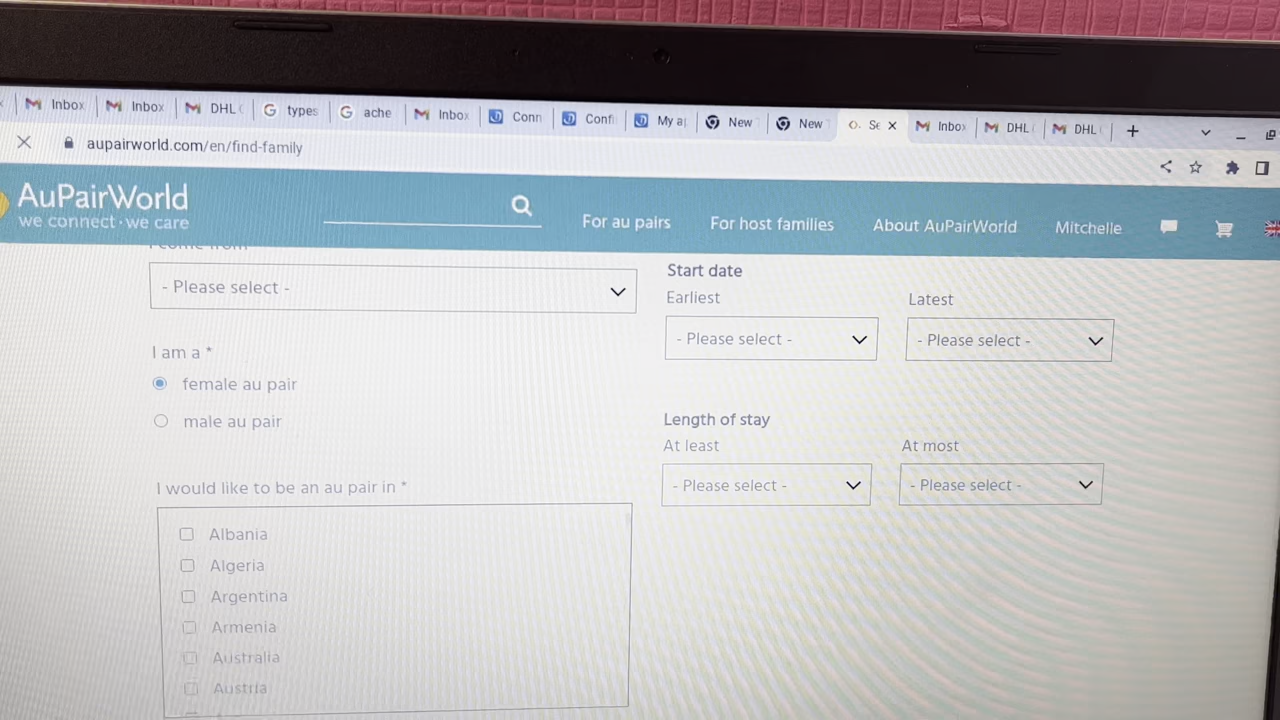 Inbox
Inbox
DHL
types
ache
Inbox
Conn
Confi
My a
New
New
Se
Inbox
DHL
DHL
aupairworld.com/en/find-family
AuPairWorld
we connect·we care
For au pairs
For host families
About AuPairWorld
Mitchelle
- Please select -
I am a *
female au pair
male au pair
I would like to be an au pair in *
Albania
Algeria
Argentina
Armenia
Australia
Austria
Start date
Earliest
Latest
- Please select -
- Please select -
Length of stay
At least
At most
- Please select -
- Please select -